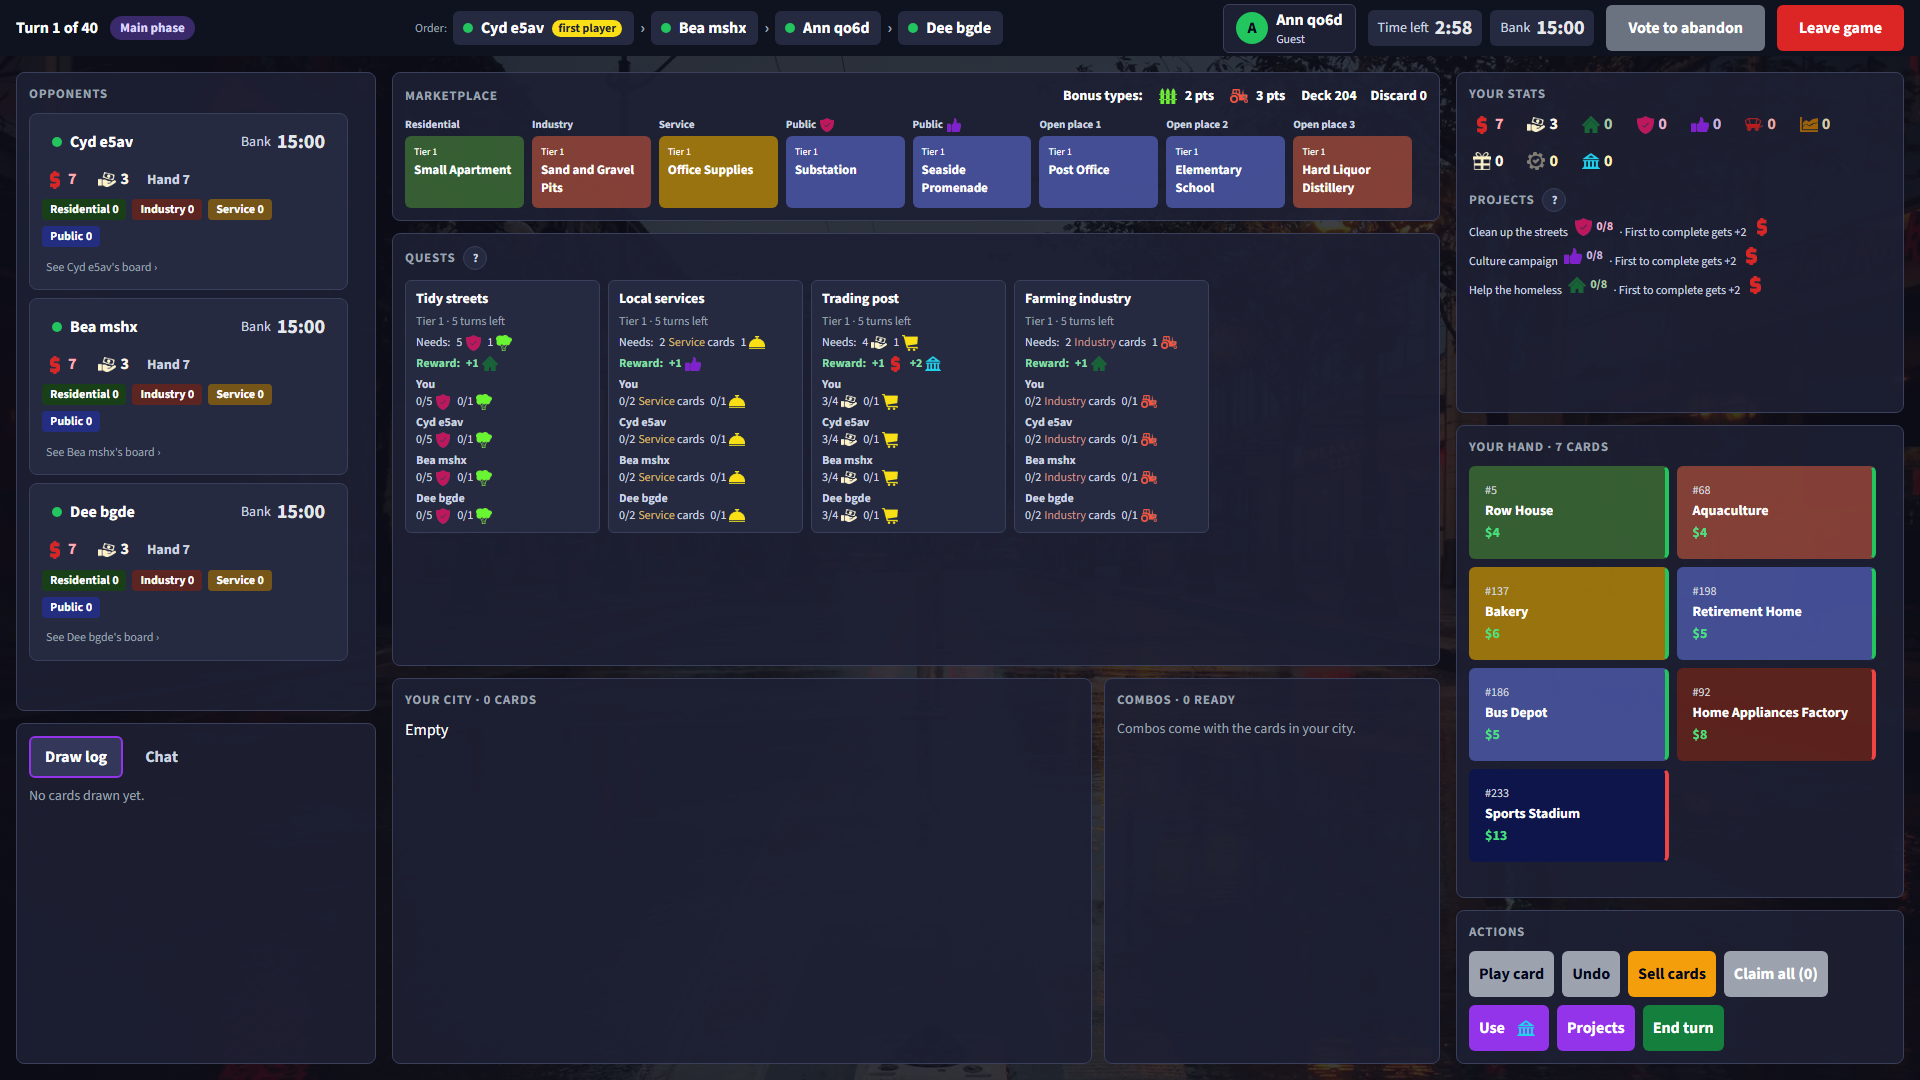 Turn 1 of 40 Main phase
Order: Cyd e5av first player › Bea mshx › Ann qo6d › Dee bgde
A Ann qo6d
Guest
Time left 2:58 Bank 15:00 Vote to abandon Leave game
OPPONENTS
Cyd e5av Bank 15:00
7 3 Hand 7
Residential 0 Industry 0 Service 0
Public 0
See Cyd e5av's board ›
Bea mshx Bank 15:00
7 3 Hand 7
Residential 0 Industry 0 Service 0
Public 0
See Bea mshx's board ›
Dee bgde Bank 15:00
7 3 Hand 7
Residential 0 Industry 0 Service 0
Public 0
See Dee bgde's board ›
Draw log Chat
No cards drawn yet.
MARKETPLACE
Bonus types: 2 pts 3 pts Deck 204 Discard 0
Residential
Tier 1
Small Apartment
Industry
Tier 1
Sand and Gravel
Pits
Service
Tier 1
Office Supplies
Public
Tier 1
Substation
Public
Tier 1
Seaside
Promenade
Open place 1
Tier 1
Post Office
Open place 2
Tier 1
Elementary
School
Open place 3
Tier 1
Hard Liquor
Distillery
QUESTS ?
Tidy streets
Tier 1 · 5 turns left
Needs: 5 1
Reward: +1
You
0/5 0/1
Cyd e5av
0/5 0/1
Bea mshx
0/5 0/1
Dee bgde
0/5 0/1
Local services
Tier 1 · 5 turns left
Needs: 2 Service cards 1
Reward: +1
You
0/2 Service cards 0/1
Cyd e5av
0/2 Service cards 0/1
Bea mshx
0/2 Service cards 0/1
Dee bgde
0/2 Service cards 0/1
Trading post
Tier 1 · 5 turns left
Needs: 4 1
Reward: +1 +2
You
3/4 0/1
Cyd e5av
3/4 0/1
Bea mshx
3/4 0/1
Dee bgde
3/4 0/1
Farming industry
Tier 1 · 5 turns left
Needs: 2 Industry cards 1
Reward: +1
You
0/2 Industry cards 0/1
Cyd e5av
0/2 Industry cards 0/1
Bea mshx
0/2 Industry cards 0/1
Dee bgde
0/2 Industry cards 0/1
YOUR CITY · 0 CARDS
Empty
COMBOS · 0 READY
Combos come with the cards in your city.
YOUR STATS
7 3 0 0 0 0 0
0 0 0
PROJECTS ?
Clean up the streets 0/8 · First to complete gets +2
Culture campaign 0/8 · First to complete gets +2
Help the homeless 0/8 · First to complete gets +2
YOUR HAND · 7 CARDS
#5
Row House
$4
#68
Aquaculture
$4
#137
Bakery
$6
#198
Retirement Home
$5
#186
Bus Depot
$5
#92
Home Appliances Factory
$8
#233
Sports Stadium
$13
ACTIONS
Play card Undo Sell cards Claim all (0)
Use Projects End turn